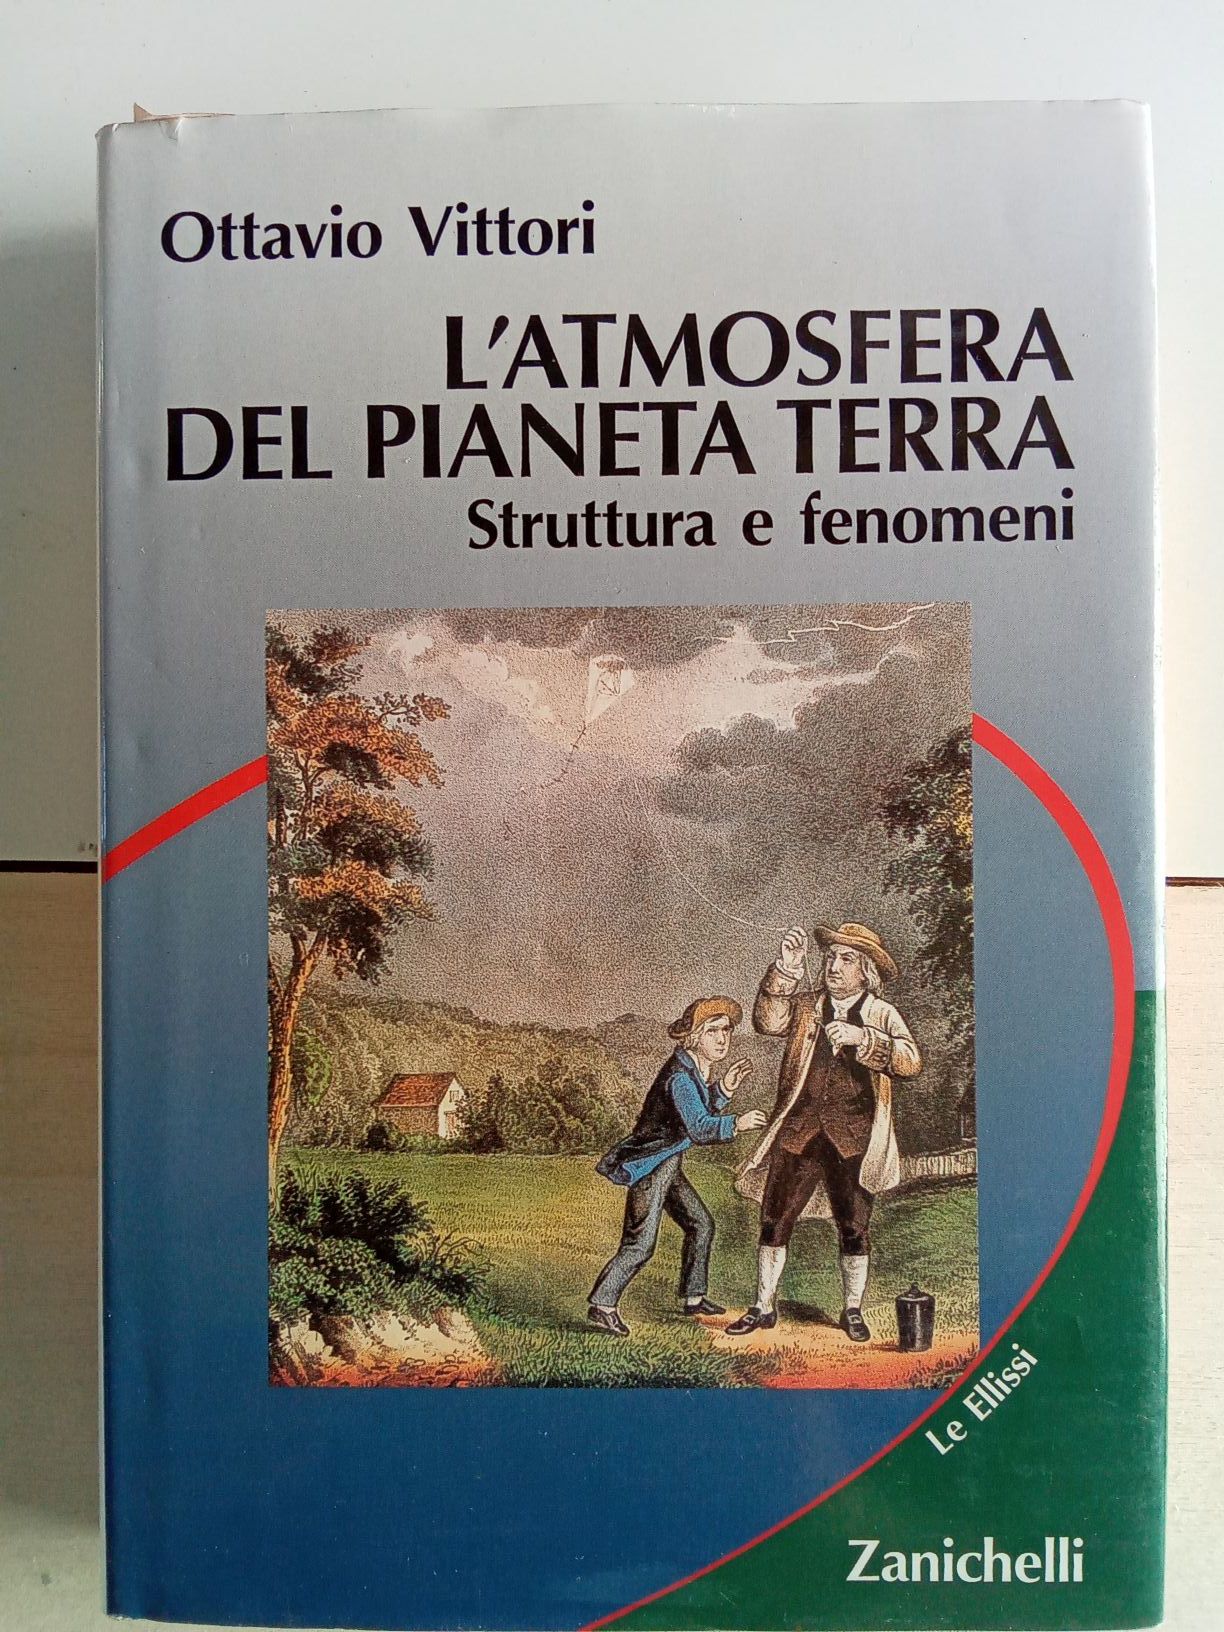 Ottavio Vittori
L'ATMOSFERA
DEL PIANETA TERRA
Struttura e fenomeni
Le Ellissi
Zanichelli